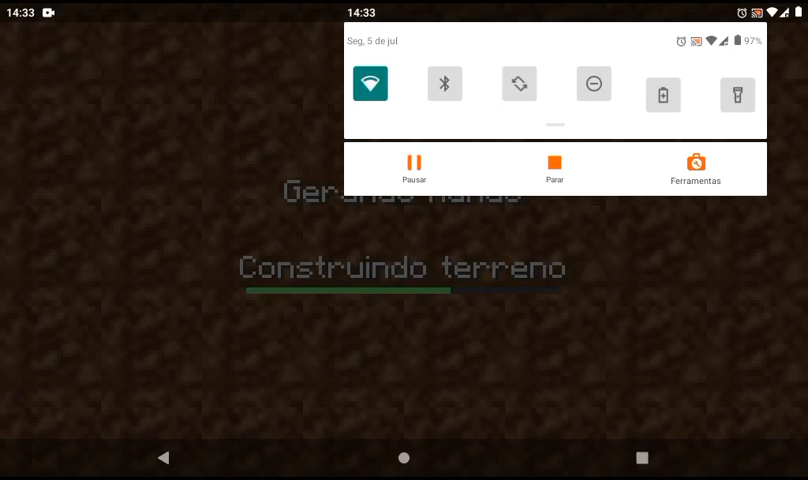 14:33
14:33
Seg, 5 de jul
97%
Pausar
Parar
Ferramentas
Construindo terreno